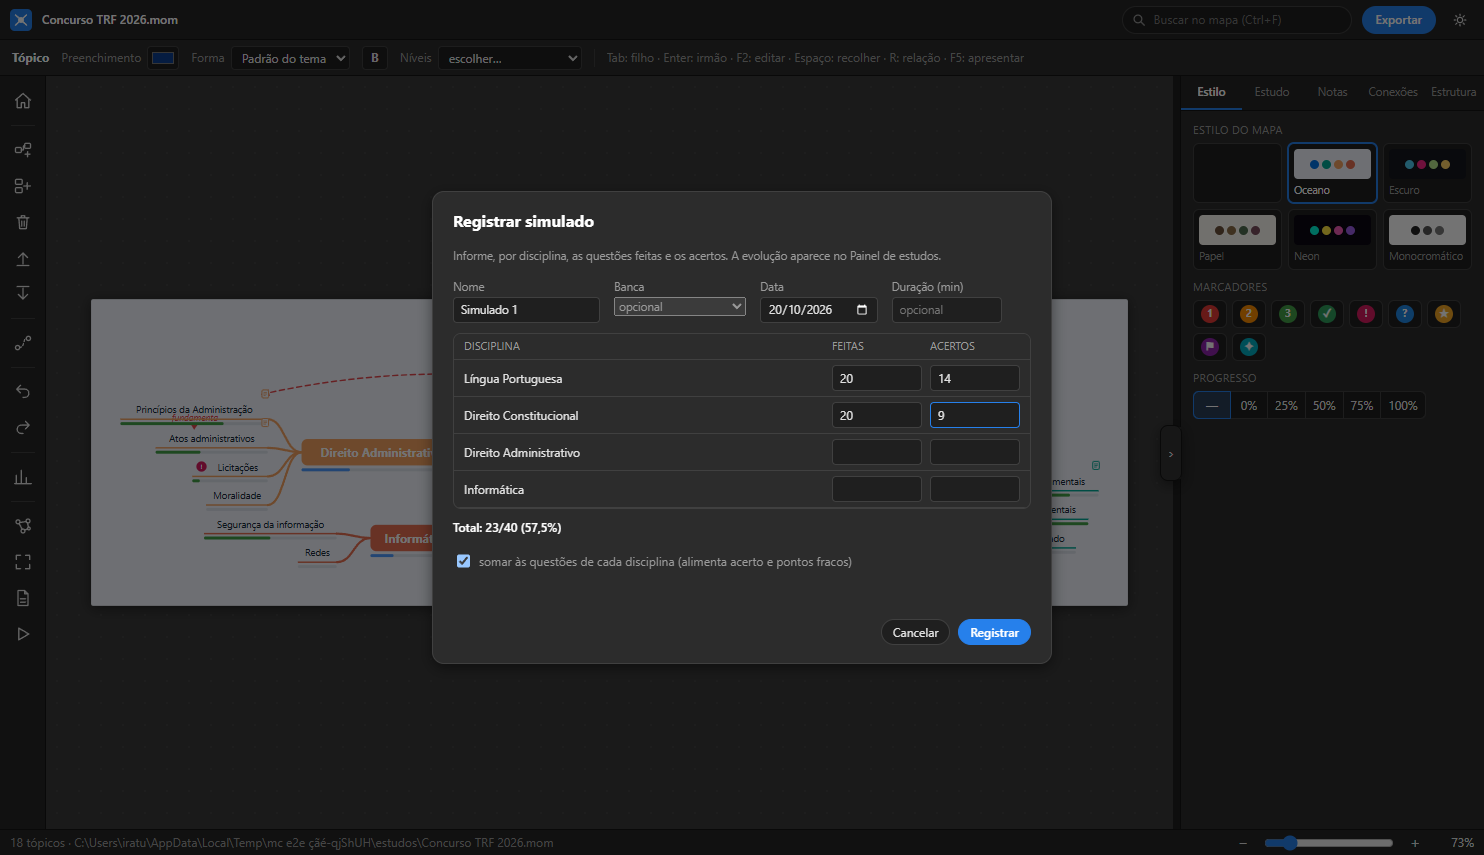 Concurso TRF 2026.mom
Buscar no mapa (Ctrl+F)
Exportar
Tópico
Preenchimento
Forma
Padrão do tema
B
Níveis
escolher...
Tab: filho · Enter: irmão · F2: editar · Espaço: recolher · R: relação · F5: apresentar
Estilo
Estudo
Notas
Conexões
Estrutura
ESTILO DO MAPA
Oceano
Escuro
Papel
Neon
Monocromático
MARCADORES
1
2
3
!
?
PROGRESSO
—
0%
25%
50%
75%
100%
Princípios da Administração
fundamenta
Atos administrativos
Licitações
Moralidade
Segurança da informação
Redes
Direito Administrati
Informát
mentais
entais
do
Registrar simulado
Informe, por disciplina, as questões feitas e os acertos. A evolução aparece no Painel de estudos.
Nome
Banca
Data
Duração (min)
Simulado 1
opcional
20/10/2026
opcional
DISCIPLINA
FEITAS
ACERTOS
Língua Portuguesa
20
14
Direito Constitucional
20
9
Direito Administrativo
Informática
Total: 23/40 (57,5%)
somar às questões de cada disciplina (alimenta acerto e pontos fracos)
Cancelar
Registrar
18 tópicos · C:\Users\iratu\AppData\Local\Temp\mc e2e çãé-qjShUH\estudos\Concurso TRF 2026.mom
73%